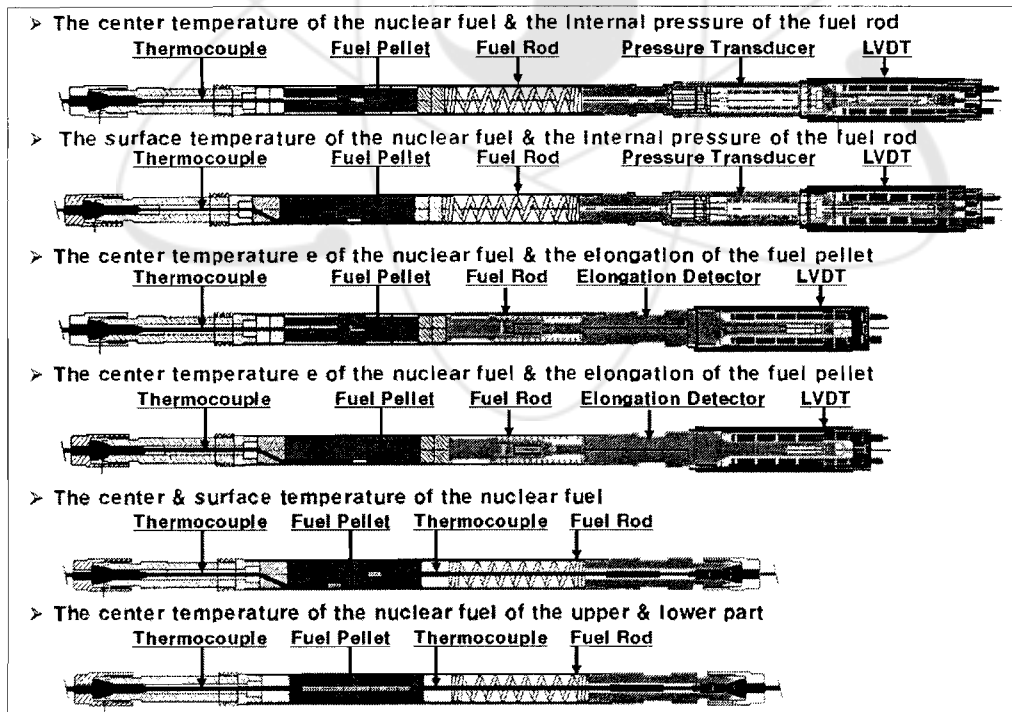 ➢ The center temperature of the nuclear fuel & the Internal pressure of the fuel rod
Thermocouple Fuel Pellet Fuel Rod Pressure Transducer LVDT
➢ The surface temperature of the nuclear fuel & the internal pressure of the fuel rod
Thermocouple Fuel Pellet Fuel Rod Pressure Transducer LVDT
➢ The center temperature e of the nuclear fuel & the elongation of the fuel pellet
Thermocouple Fuel Pellet Fuel Rod Elongation Detector LVDT
➢ The center temperature e of the nuclear fuel & the elongation of the fuel pellet
Thermocouple Fuel Pellet Fuel Rod Elongation Detector LVDT
➢ The center & surface temperature of the nuclear fuel
Thermocouple Fuel Pellet Thermocouple Fuel Rod
➢ The center temperature of the nuclear fuel of the upper & lower part
Thermocouple Fuel Pellet Thermocouple Fuel Rod